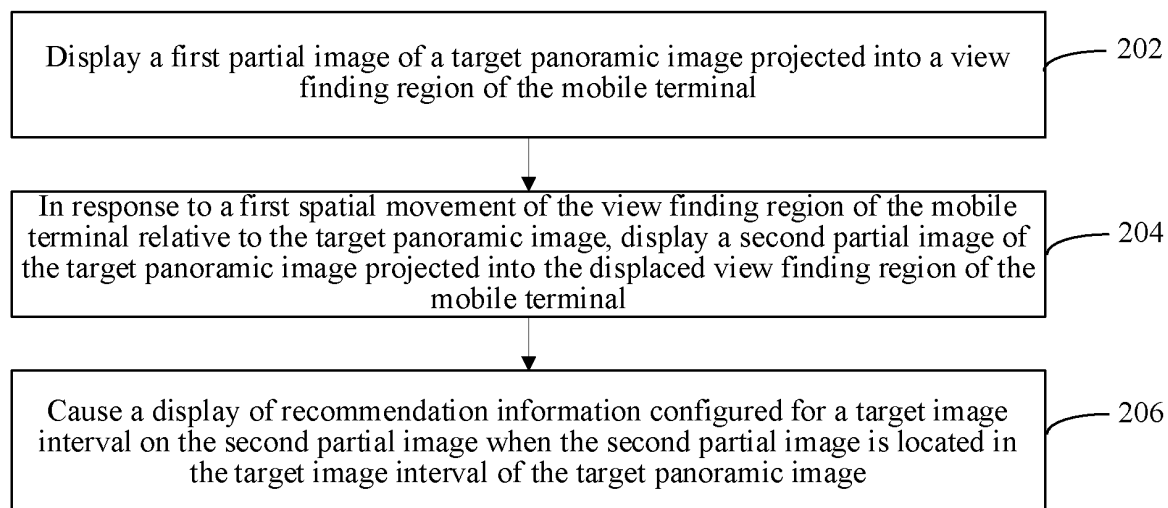 Display a first partial image of a target panoramic image projected into a view
finding region of the mobile terminal
202
In response to a first spatial movement of the view finding region of the mobile
terminal relative to the target panoramic image, display a second partial image of
the target panoramic image projected into the displaced view finding region of the
mobile terminal
204
Cause a display of recommendation information configured for a target image
interval on the second partial image when the second partial image is located in
the target image interval of the target panoramic image
206